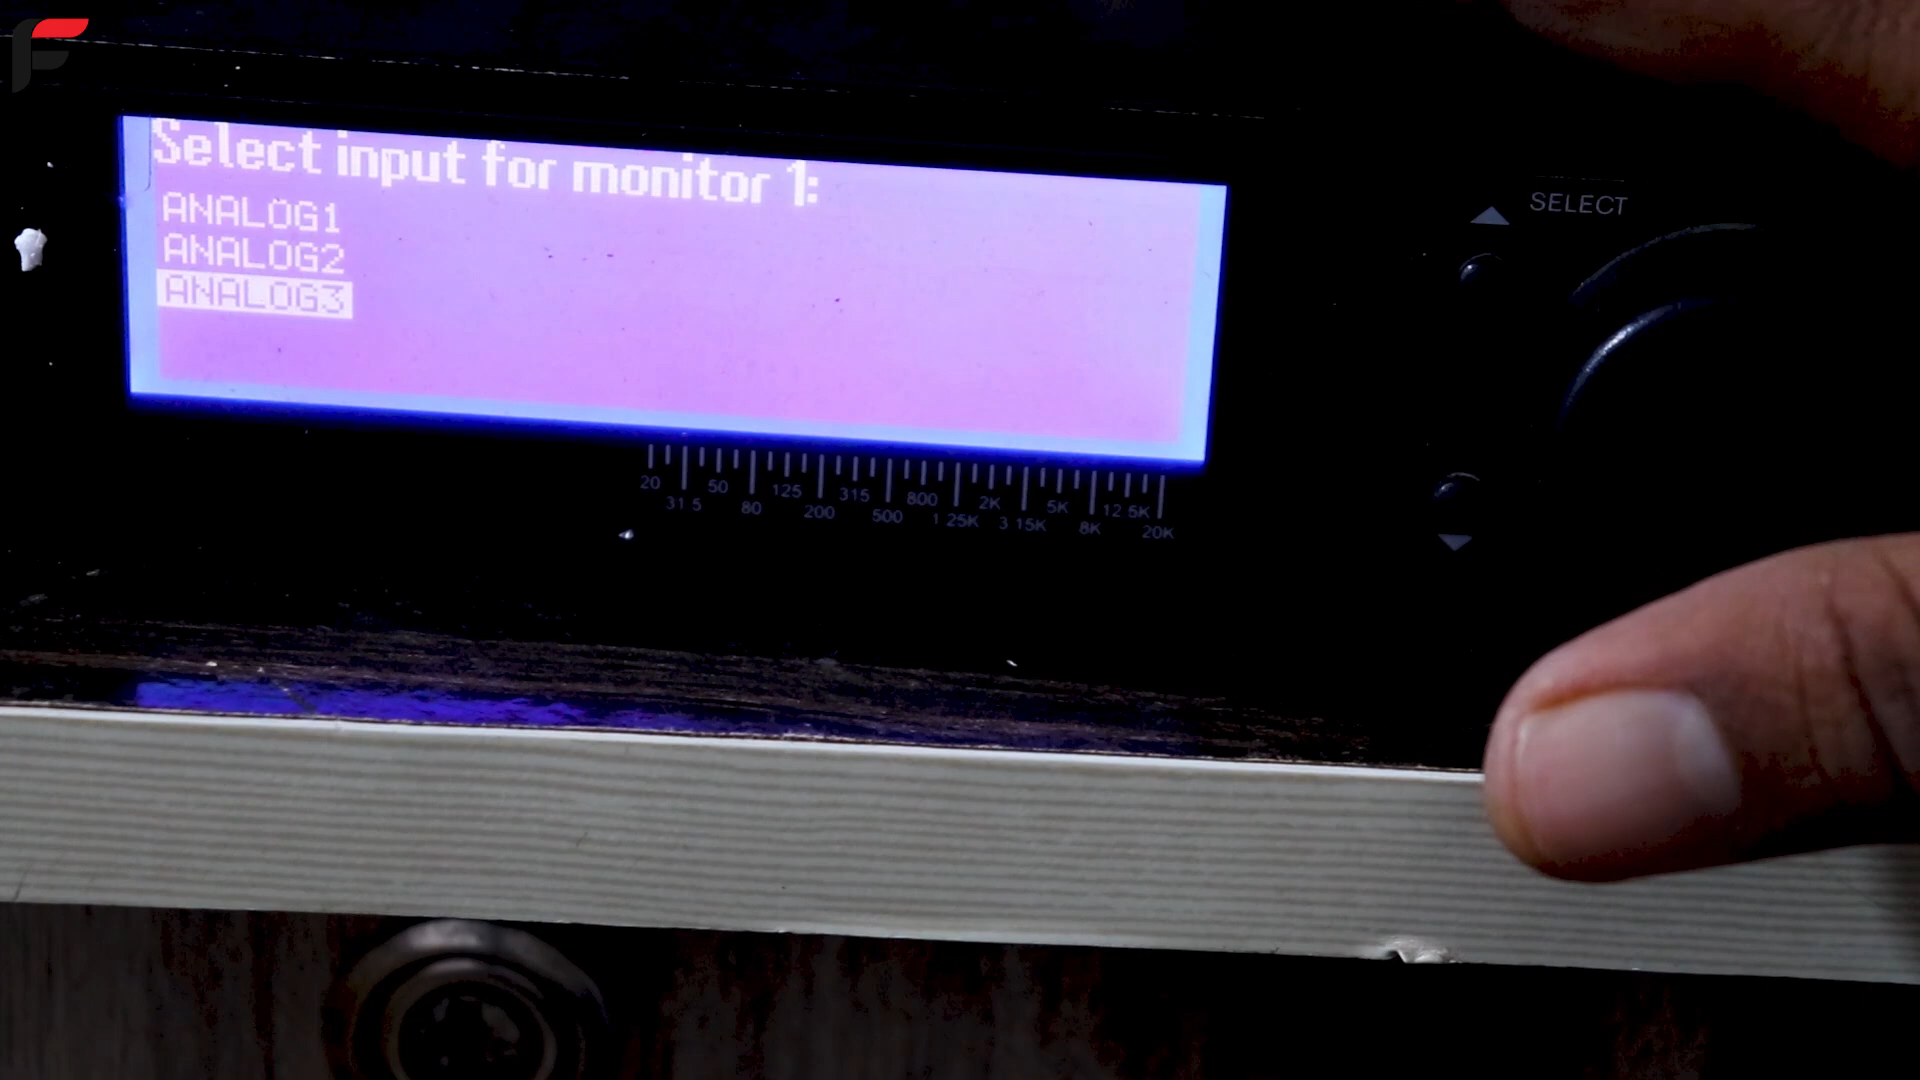 Select input for monitor 1:
ANALOG1
ANALOG2
ANALOG3
SELECT
20 50 125 315 800 2K 5K 12 5K
31 5 80 200 500 1 25K 3 15K 8K 20K